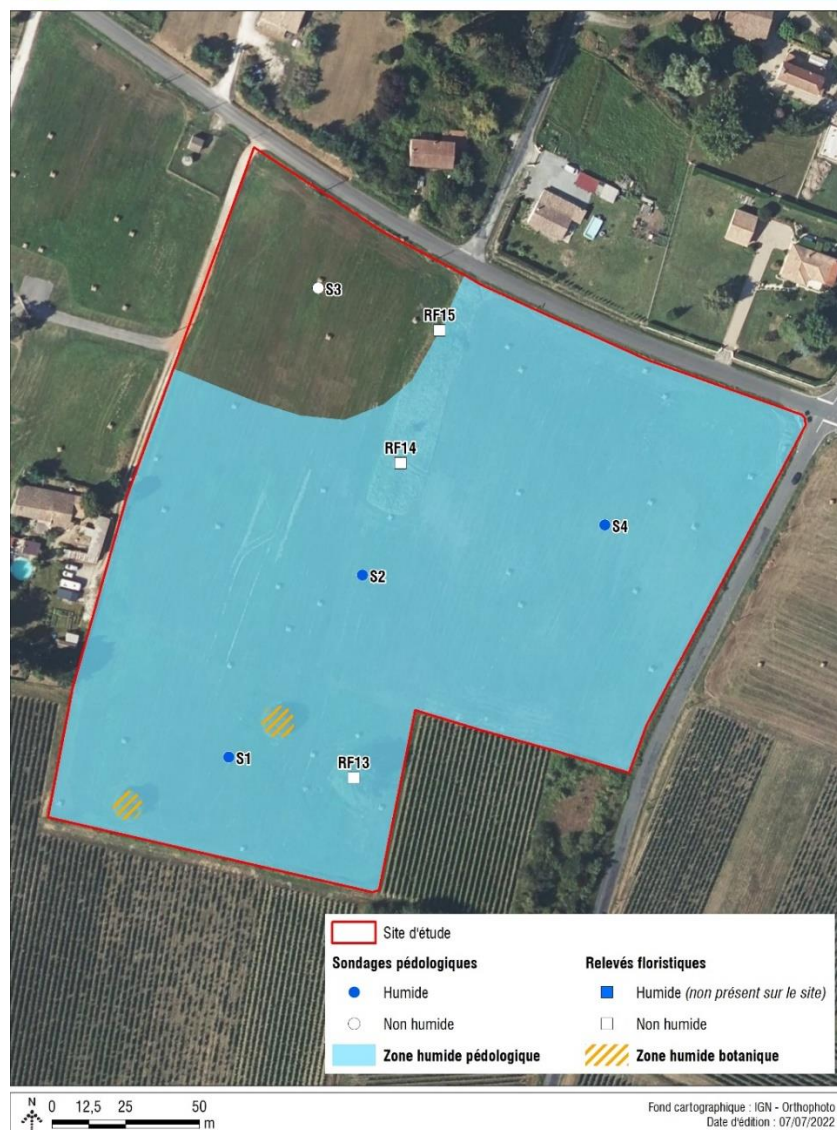 S3
RF15
RF14
S4
S2
S1
RF13
Site d'étude
Sondages pédologiques
Humide
Non humide
Zone humide pédologique
Relevés floristiques
Humide (non présent sur le site)
Non humide
Zone humide botanique
N
0 12,5 25 50
m
Fond cartographique : IGN - Orthophoto
Date d'édition : 07/07/2022